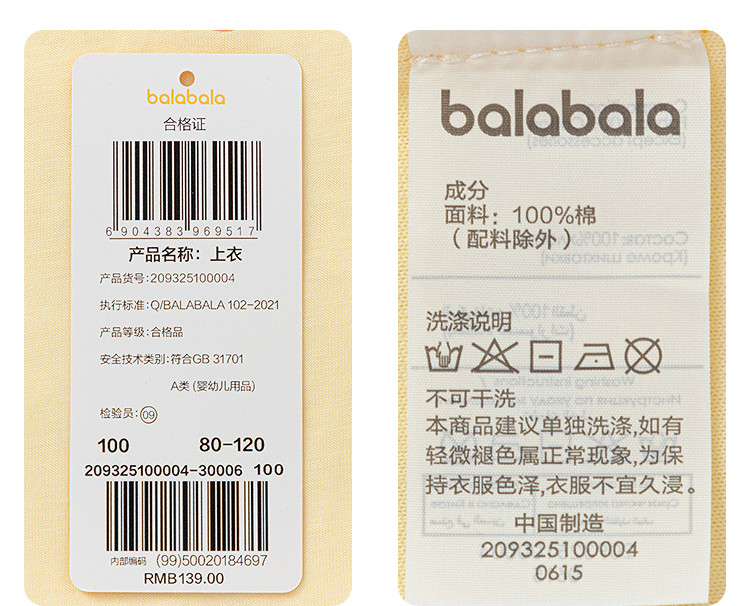 balabala
合格证
6 904383 969517
产品名称：上衣
产品货号:209325100004
执行标准:Q/BALABALA 102-2021
产品等级:合格品
安全技术类别:符合GB 31701
A类 (婴幼儿用品)
检验员:09
100 80-120
209325100004-30006 100
内部编码 (99)50020184697
RMB139.00
balabala
成分
面料：100%棉
（配料除外）
洗涤说明
不可干洗
本商品建议单独洗涤,如有
轻微褪色属正常现象,为保
持衣服色泽,衣服不宜久浸。
中国制造
209325100004
0615